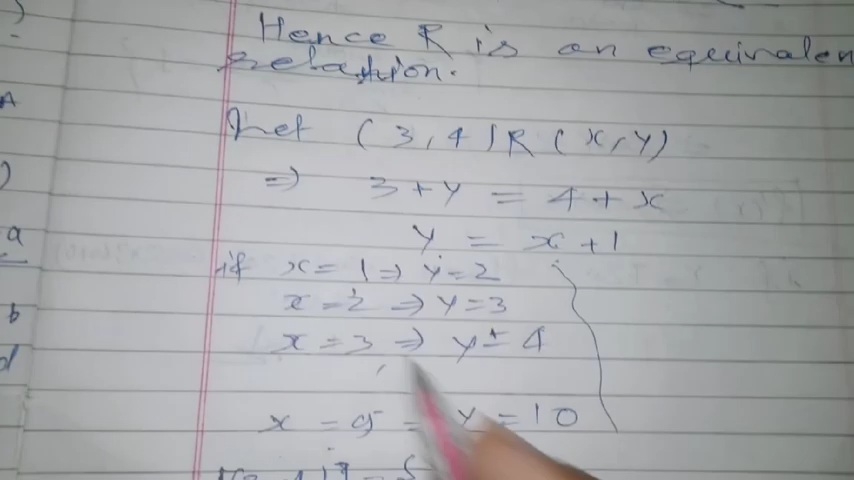 Hence R is an equivalen
relation.
Let (3,4) R (x,y)
⇒ 3+y = 4+x
y = x+1
if x = 1 ⇒ y = 2
x = 2 ⇒ y = 3
x = 3 ⇒ y = 4
x = 9 = y = 10